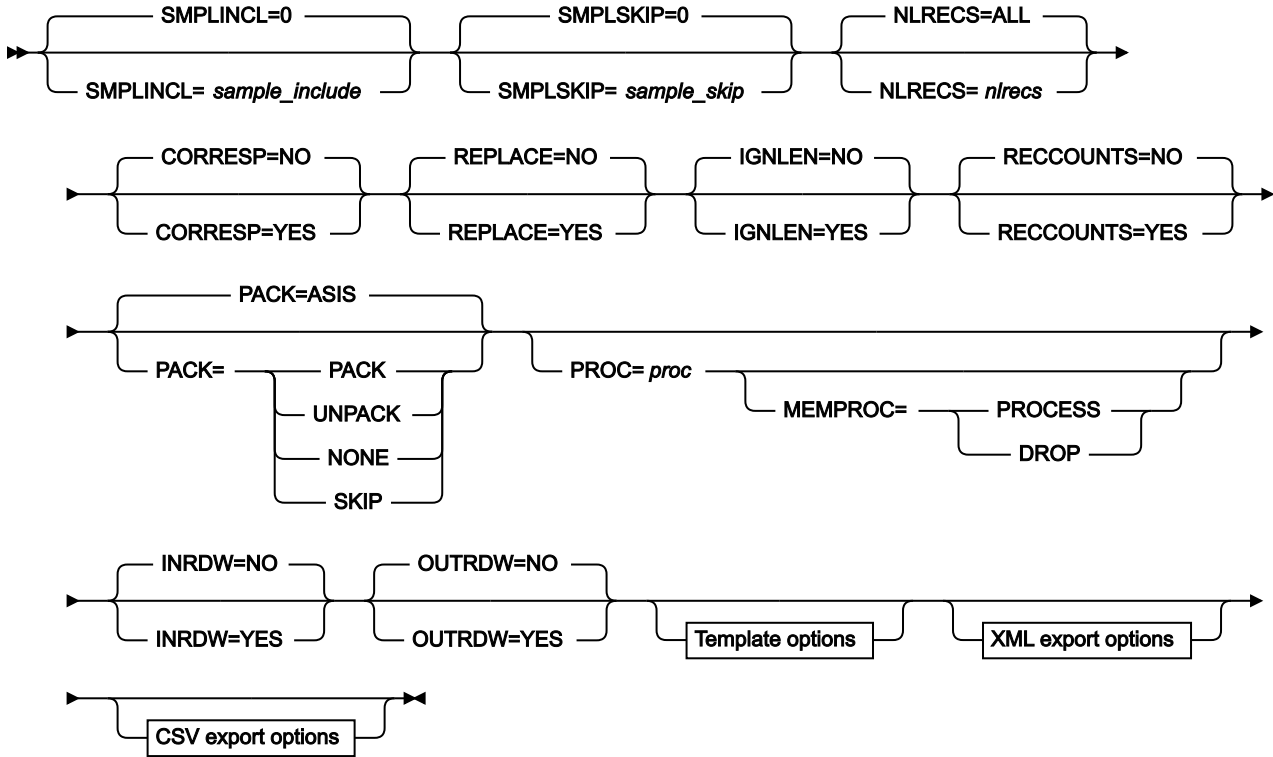 SMPLINCL=0 SMPLSKIP=0 NLRECS=ALL
SMPLINCL= sample_include SMPLSKIP= sample_skip NLRECS= nlrecs
CORRESP=NO REPLACE=NO IGNLEN=NO RECCOUNTS=NO
CORRESP=YES REPLACE=YES IGNLEN=YES RECCOUNTS=YES
PACK=ASIS
PACK= PACK PROC= proc
UNPACK MEMPROC= PROCESS
NONE DROP
SKIP
INRDW=NO OUTRDW=NO
INRDW=YES OUTRDW=YES Template options XML export options
CSV export options